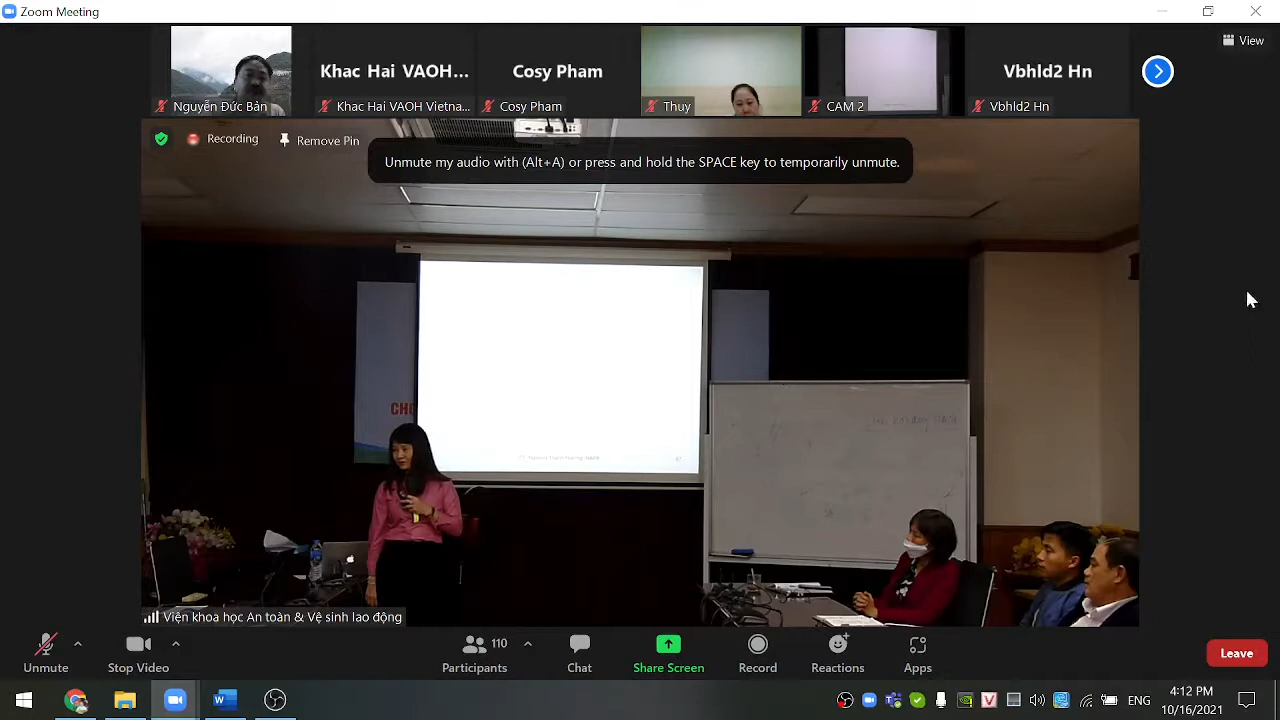 Zoom Meeting
View
Khac Hai VAOH...
Cosy Pham
Vbhld2 Hn
Nguyễn Đức Bản
Khac Hai VAOH Vietna...
Cosy Pham
Thuy
CAM 2
Vbhld2 Hn
Recording
Remove Pin
Unmute my audio with (Alt+A) or press and hold the SPACE key to temporarily unmute.
Viện khoa học An toàn & Vệ sinh lao động
110
Unmute
Stop Video
Participants
Chat
Share Screen
Record
Reactions
Apps
Leave
ENG
4:12 PM
10/16/2021